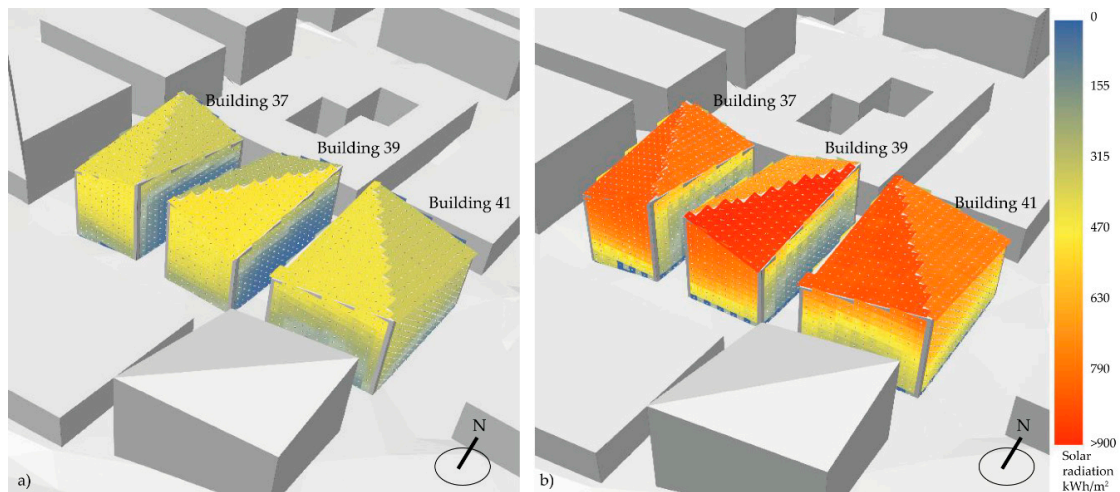 Building 37
Building 39
Building 41
N
a)
Building 37
Building 39
Building 41
N
b)
0
155
315
470
630
790
>900
Solar
radiation
kWh/m²